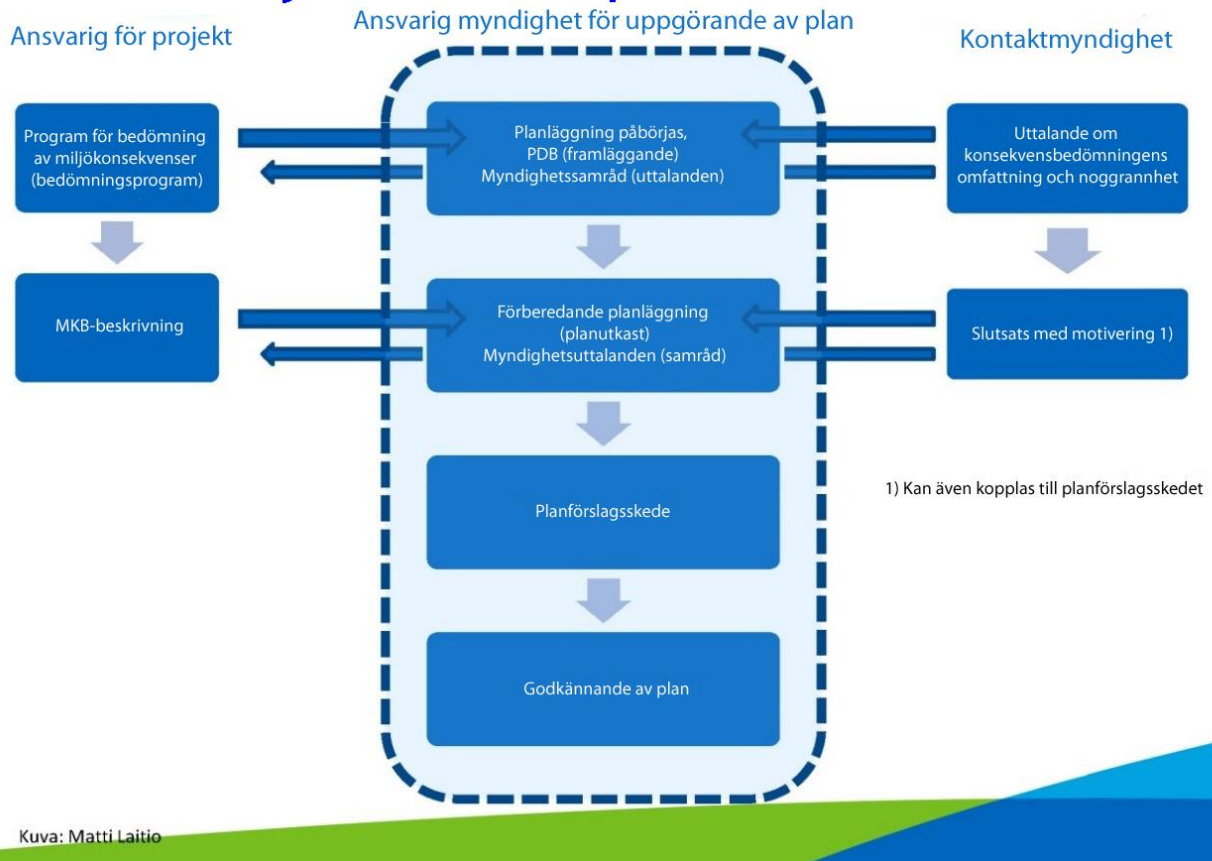 Ansvarig för projekt
Ansvarig myndighet för uppgörande av plan
Kontaktmyndighet
Program för bedömning
av miljökonsekvenser
(bedömningsprogram)
Planläggning påbörjas,
PDB (framläggande)
Myndighetssamråd (uttalanden)
Uttalande om
konsekvensbedömningens
omfattning och noggrannhet
MKB-beskrivning
Förberedande planläggning
(planutkast)
Myndighetsuttalanden (samråd)
Slutsats med motivering 1)
Planförslagsskede
1) Kan även kopplas till planförslagsskedet
Godkännande av plan
Kuva: Matti Laitio